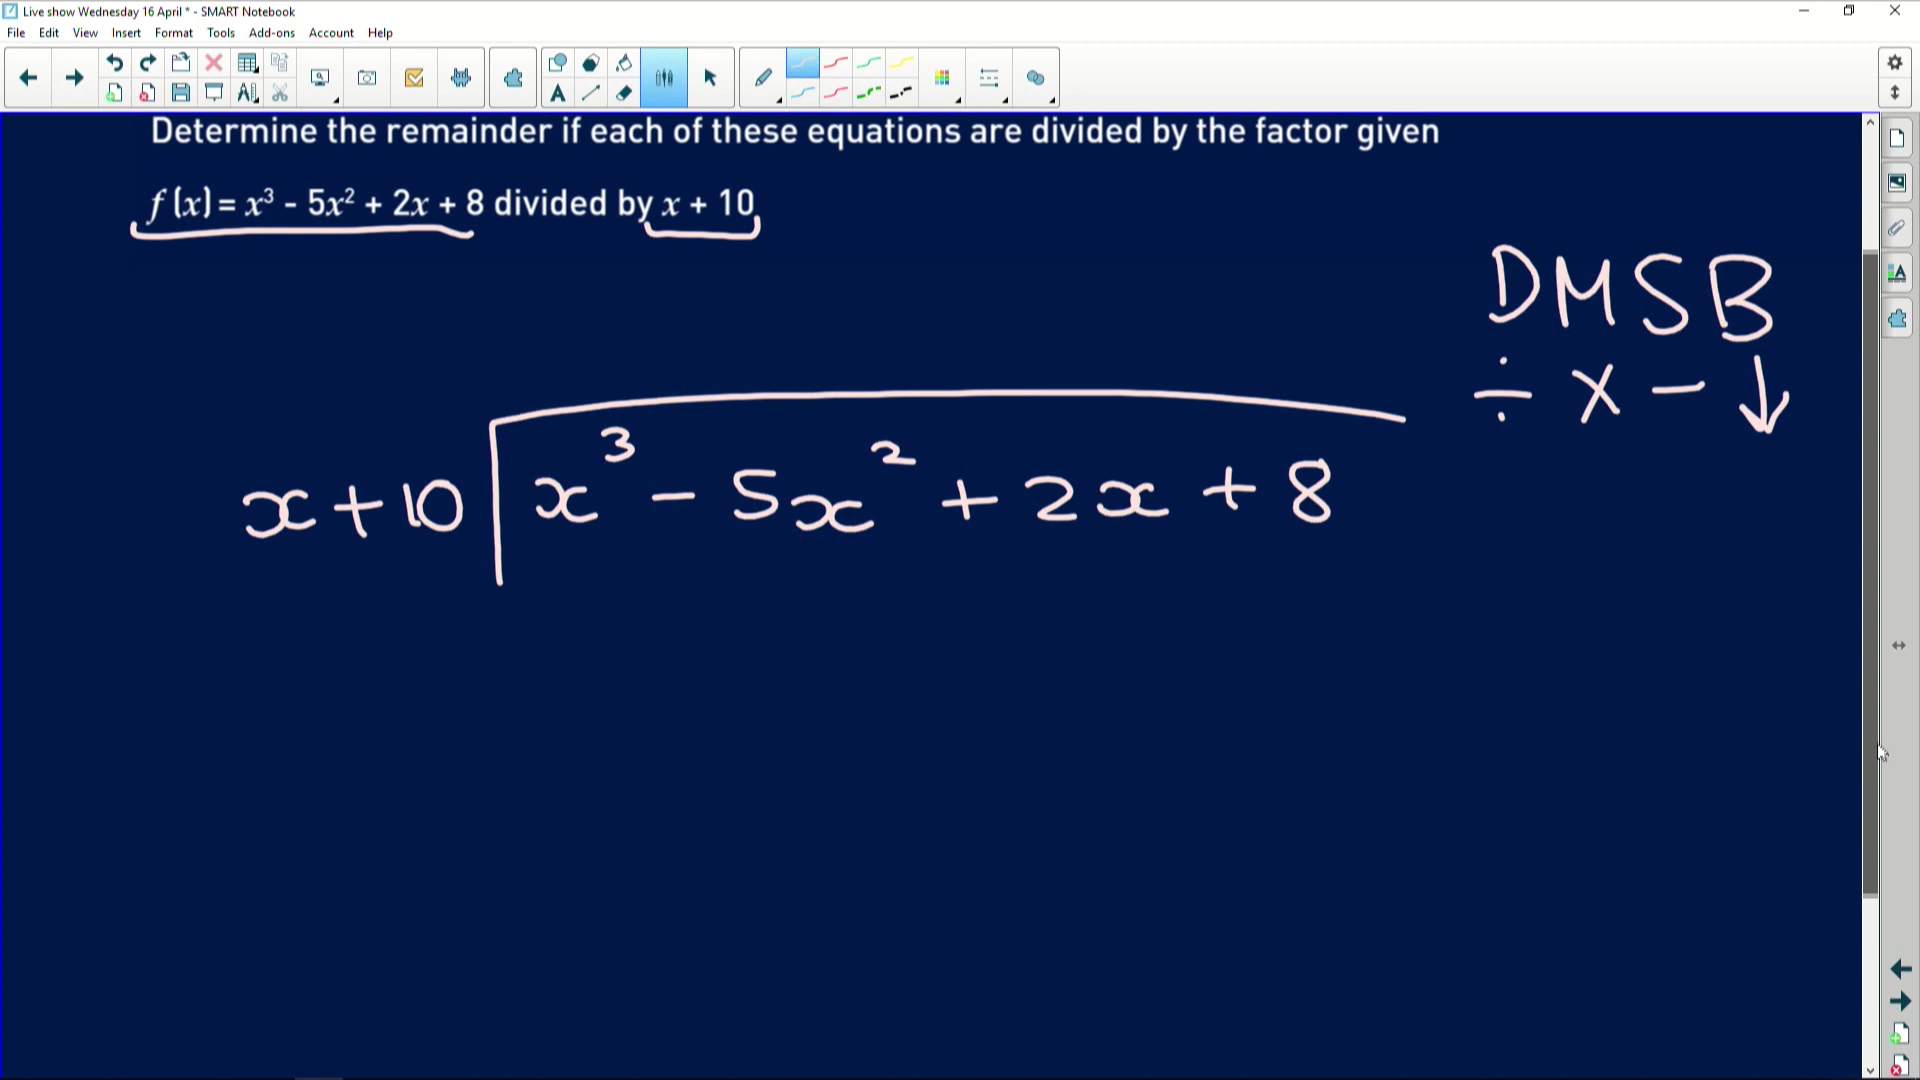 Live show Wednesday 16 April * - SMART Notebook
File Edit View Insert Format Tools Add-ons Account Help
Determine the remainder if each of these equations are divided by the factor given
f (x) = x³ - 5x² + 2x + 8 divided by x + 10
DMSB
÷ × - ↓
x + 10 x³ - 5x² + 2x + 8